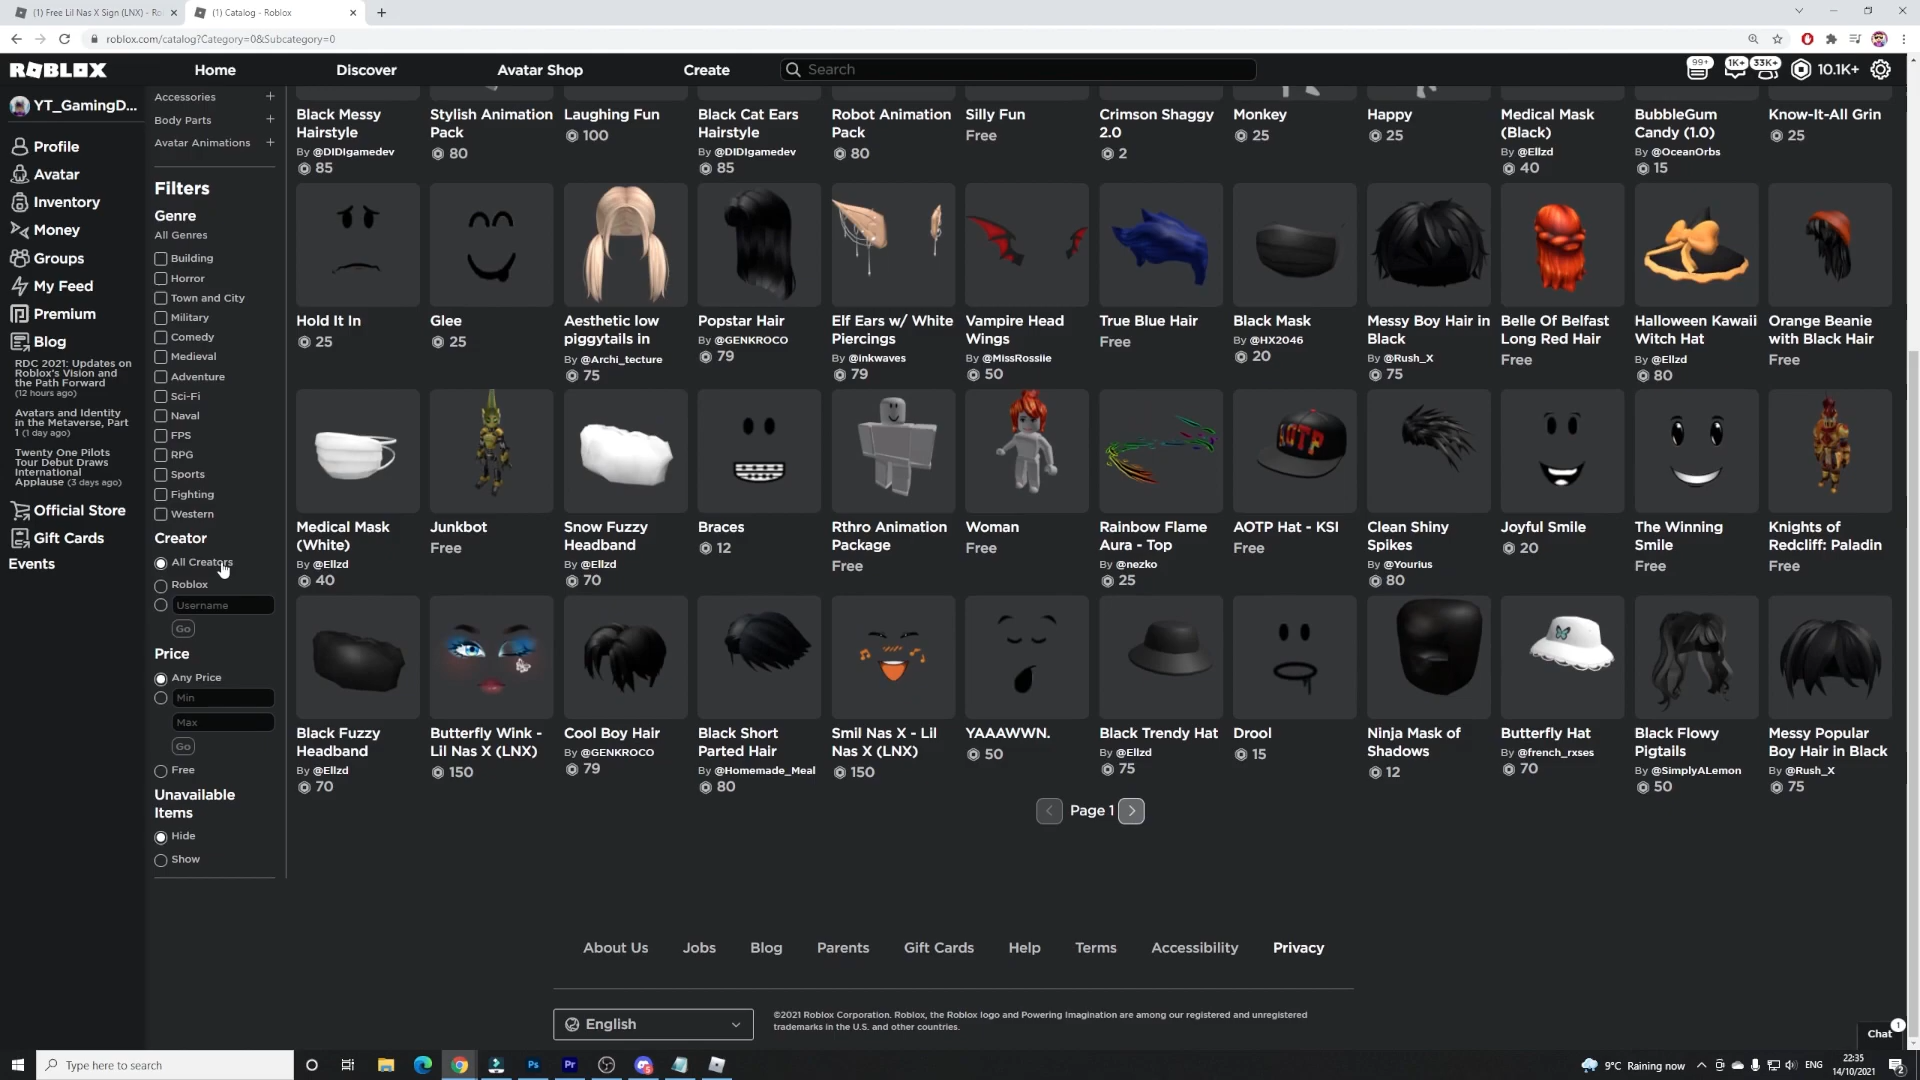 (1) Free Lil Nas X Sign (LNX) - Ro
(1) Catalog - Roblox
roblox.com/catalog?Category=0&Subcategory=0
ROBLOX
Home
Discover
Avatar Shop
Create
Search
99+
1K+
33K+
10.1K+
YT_GamingD...
Profile
Avatar
Inventory
Money
Groups
My Feed
Premium
Blog
RDC 2021: Updates on
Roblox's Vision and
the Path Forward
(12 hours ago)
Avatars and Identity
in the Metaverse, Part
1 (1 day ago)
Twenty One Pilots
Tour Debut Draws
International
Applause (3 days ago)
Official Store
Gift Cards
Events
Accessories +
Body Parts +
Avatar Animations +
Filters
Genre
All Genres
Building
Horror
Town and City
Military
Comedy
Medieval
Adventure
Sci-Fi
Naval
FPS
RPG
Sports
Fighting
Western
Creator
All Creators
Roblox
Username
Go
Price
Any Price
Min
Max
Go
Free
Unavailable
Items
Hide
Show
Black Messy
Hairstyle
By @DIDIgamedev
85
Stylish Animation
Pack
80
Laughing Fun
100
Black Cat Ears
Hairstyle
By @DIDIgamedev
85
Robot Animation
Pack
80
Silly Fun
Free
Crimson Shaggy
2.0
2
Monkey
25
Happy
25
Medical Mask
(Black)
By @Ellzd
40
BubbleGum
Candy (1.0)
By @OceanOrbs
15
Know-It-All Grin
25
Hold It In
25
Glee
25
Aesthetic low
piggytails in
By @Archi_tecture
75
Popstar Hair
By @GENKROCO
79
Elf Ears w/ White
Piercings
By @inkwaves
79
Vampire Head
Wings
By @MissRossiie
50
True Blue Hair
Free
Black Mask
By @HX2046
20
Messy Boy Hair in
Black
By @Rush_X
75
Belle Of Belfast
Long Red Hair
Free
Halloween Kawaii
Witch Hat
By @Ellzd
80
Orange Beanie
with Black Hair
Free
AOTP
Medical Mask
(White)
By @Ellzd
40
Junkbot
Free
Snow Fuzzy
Headband
By @Ellzd
70
Braces
12
Rthro Animation
Package
Free
Woman
Free
Rainbow Flame
Aura - Top
By @nezko
25
AOTP Hat - KSI
Free
Clean Shiny
Spikes
By @Yourius
80
Joyful Smile
20
The Winning
Smile
Free
Knights of
Redcliff: Paladin
Free
Black Fuzzy
Headband
By @Ellzd
70
Butterfly Wink -
Lil Nas X (LNX)
150
Cool Boy Hair
By @GENKROCO
79
Black Short
Parted Hair
By @Homemade_Meal
80
Smil Nas X - Lil
Nas X (LNX)
150
YAAAWWN.
50
Black Trendy Hat
By @Ellzd
75
Drool
15
Ninja Mask of
Shadows
12
Butterfly Hat
By @french_rxses
70
Black Flowy
Pigtails
By @SimplyALemon
50
Messy Popular
Boy Hair in Black
By @Rush_X
75
Page 1
About Us
Jobs
Blog
Parents
Gift Cards
Help
Terms
Accessibility
Privacy
English
©2021 Roblox Corporation. Roblox, the Roblox logo and Powering Imagination are among our registered and unregistered
trademarks in the U.S. and other countries.
Chat
1
Type here to search
Ps
Pr
9°C Raining now
ENG
22:35
14/10/2021
2